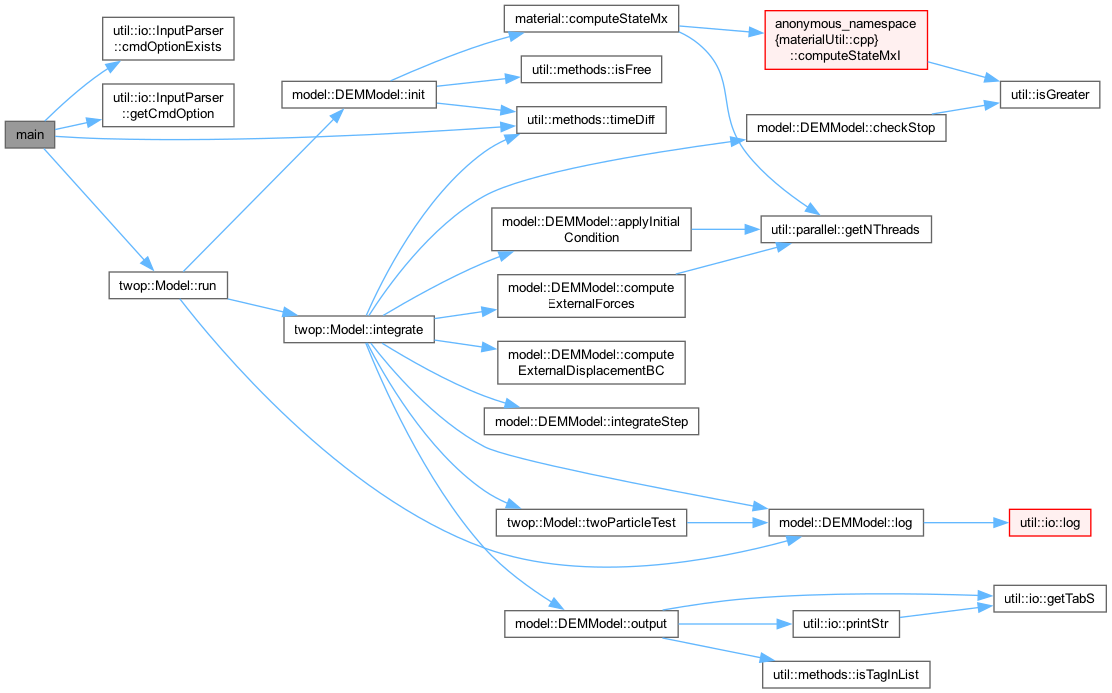 main
util::io::InputParser
::cmdOptionExists
util::io::InputParser
::getCmdOption
twop::Model::run
model::DEMModel::init
twop::Model::integrate
material::computeStateMx
util::methods::isFree
util::methods::timeDiff
model::DEMModel::applyInitial
Condition
model::DEMModel::compute
ExternalForces
model::DEMModel::compute
ExternalDisplacementBC
model::DEMModel::integrateStep
twop::Model::twoParticleTest
model::DEMModel::output
anonymous_namespace
{materialUtil::cpp}
::computeStateMxI
model::DEMModel::checkStop
util::parallel::getNThreads
model::DEMModel::log
util::io::printStr
util::methods::isTagInList
util::isGreater
util::io::log
util::io::getTabS